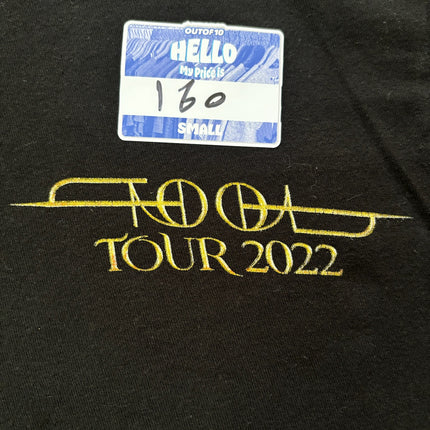 OUTOF10
HELLO
My Price is
160
SMALL
TOOL
TOUR 2022